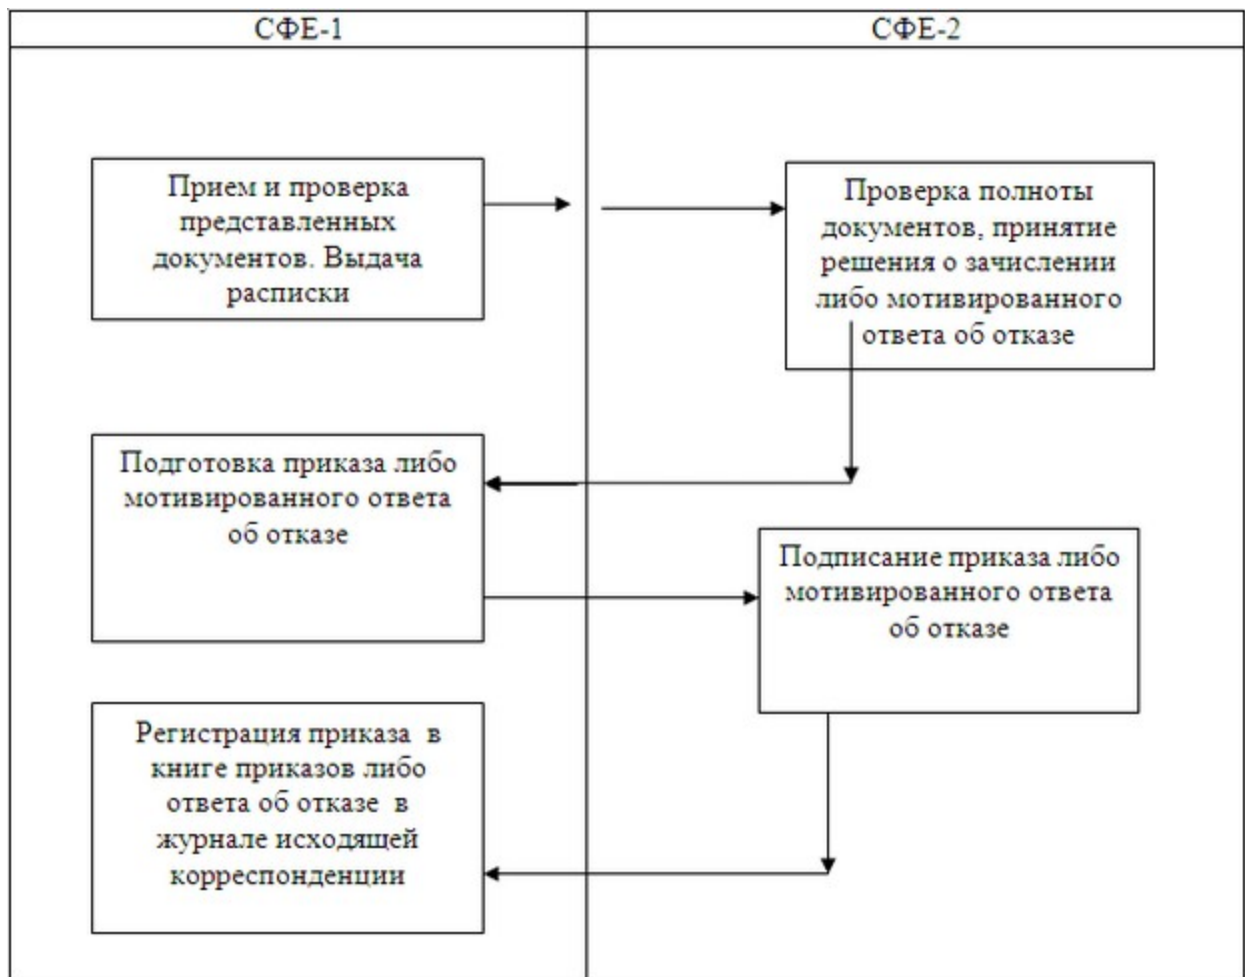 СФЕ-1
СФЕ-2
Прием и проверка
представленных
документов. Выдача
расписки
Проверка полноты
документов, принятие
решения о зачислении
либо мотивированного
ответа об отказе
Подготовка приказа либо
мотивированного ответа
об отказе
Подписание приказа либо
мотивированного ответа
об отказе
Регистрация приказа в
книге приказов либо
ответа об отказе в
журнале исходящей
корреспонденции